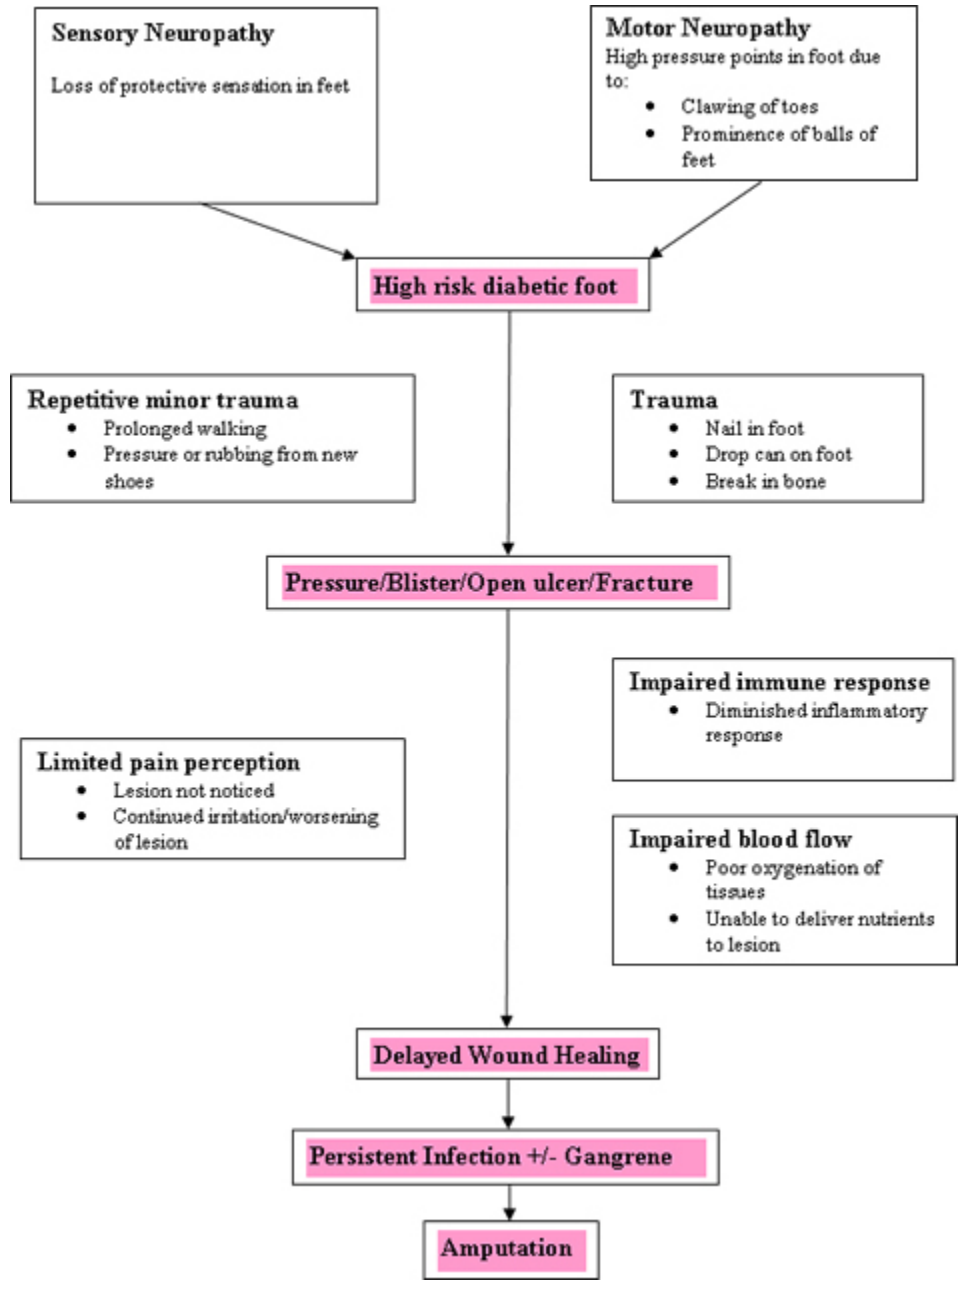 Sensory Neuropathy
Loss of protective sensation in feet
Motor Neuropathy
High pressure points in foot due
to:
• Clawing of toes
• Prominence of balls of
feet
High risk diabetic foot
Repetitive minor trauma
• Prolonged walking
• Pressure or rubbing from new
shoes
Trauma
• Nail in foot
• Drop can on foot
• Break in bone
Pressure/Blister/Open ulcer/Fracture
Impaired immune response
• Diminished inflammatory
response
Limited pain perception
• Lesion not noticed
• Continued irritation/worsening
of lesion
Impaired blood flow
• Poor oxygenation of
tissues
• Unable to deliver nutrients
to lesion
Delayed Wound Healing
Persistent Infection +/- Gangrene
Amputation